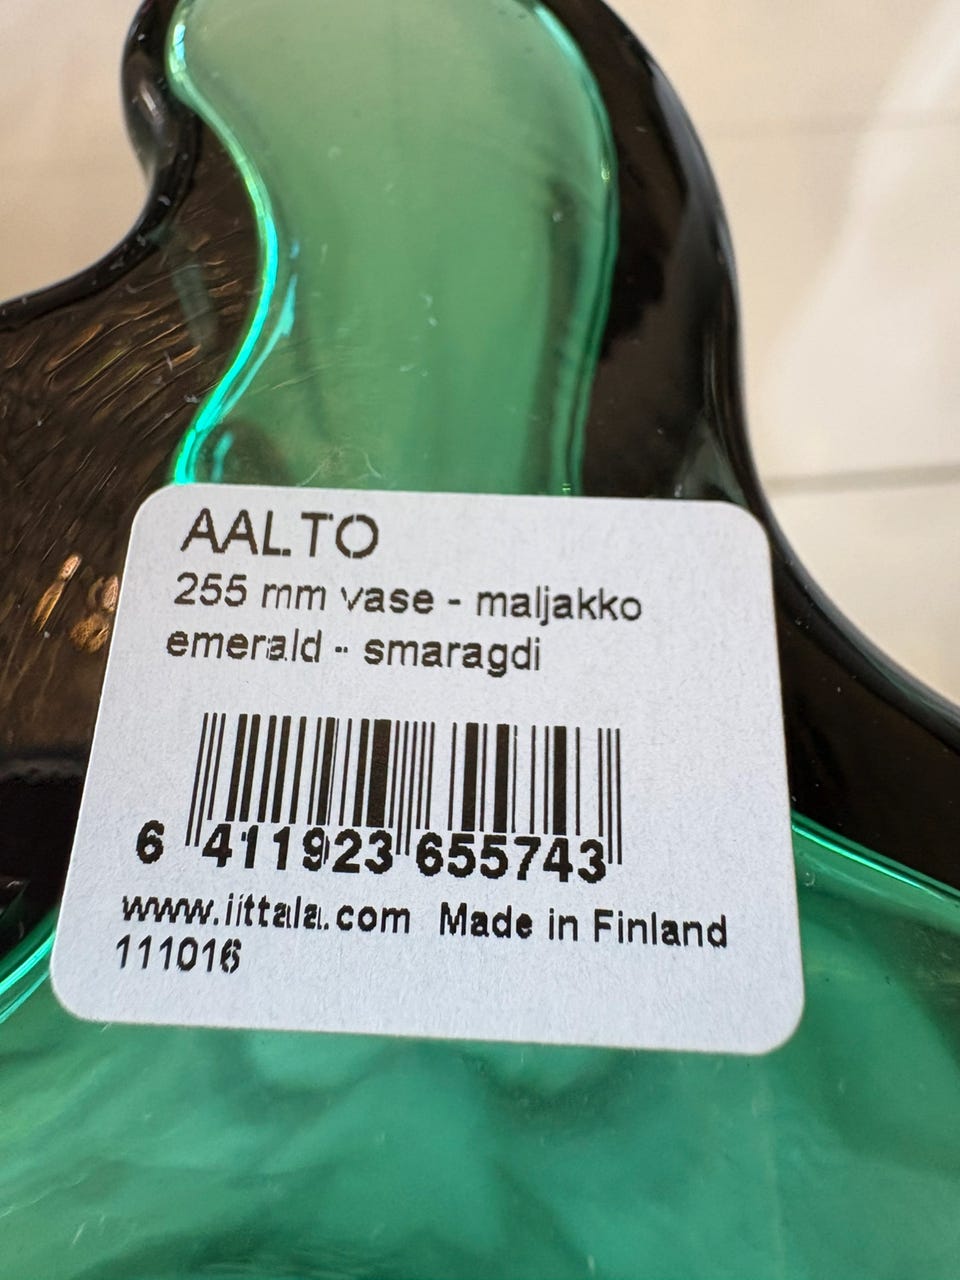 AALTO
255 mm vase - maljakko
emerald - smaragdi
6 411923 655743
www.iittala.com Made in Finland
111016